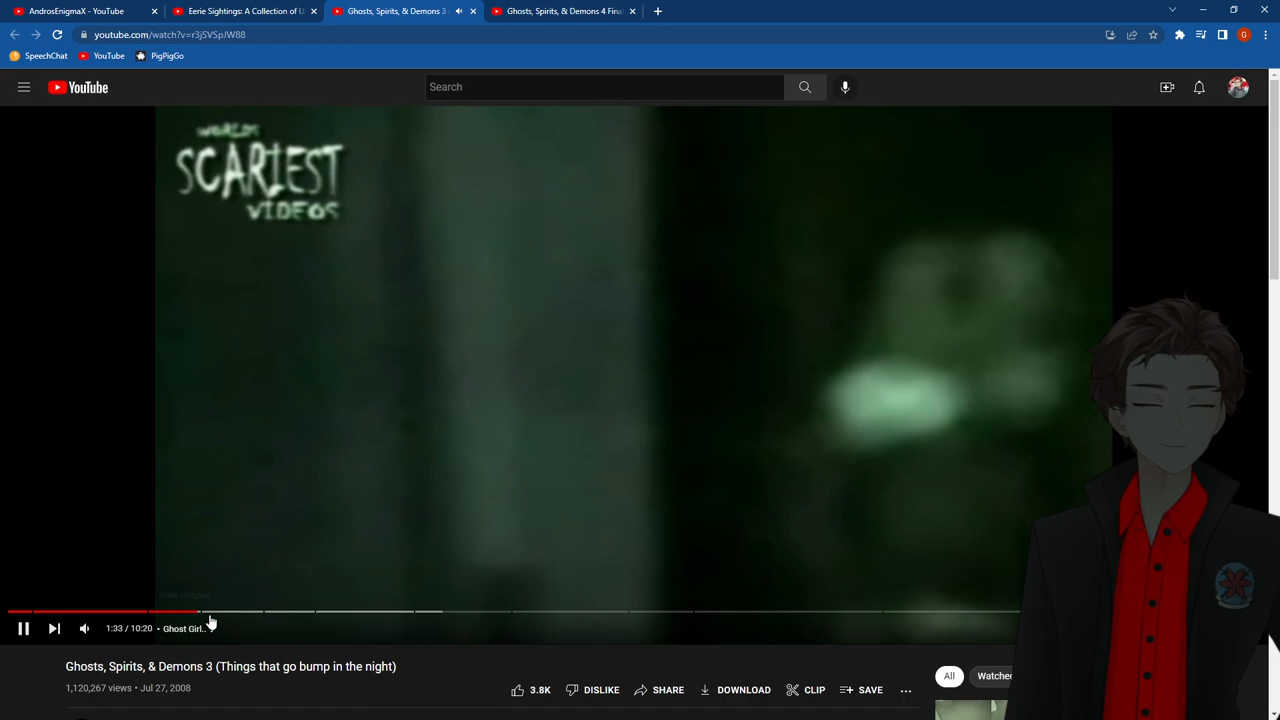 AndrosEnigmaX - YouTube
Eerie Sightings: A Collection of U
Ghosts, Spirits, & Demons 3
Ghosts, Spirits, & Demons 4 Fina
youtube.com/watch?v=r3jSVSpJW88
SpeechChat
YouTube
PigPigGo
YouTube
Search
WORLDS
SCARIEST
VIDEOS
View chapter
1:33 / 10:20 • Ghost Girl..
Ghosts, Spirits, & Demons 3 (Things that go bump in the night)
1,120,267 views • Jul 27, 2008
3.8K
DISLIKE
SHARE
DOWNLOAD
CLIP
SAVE
All
Watched